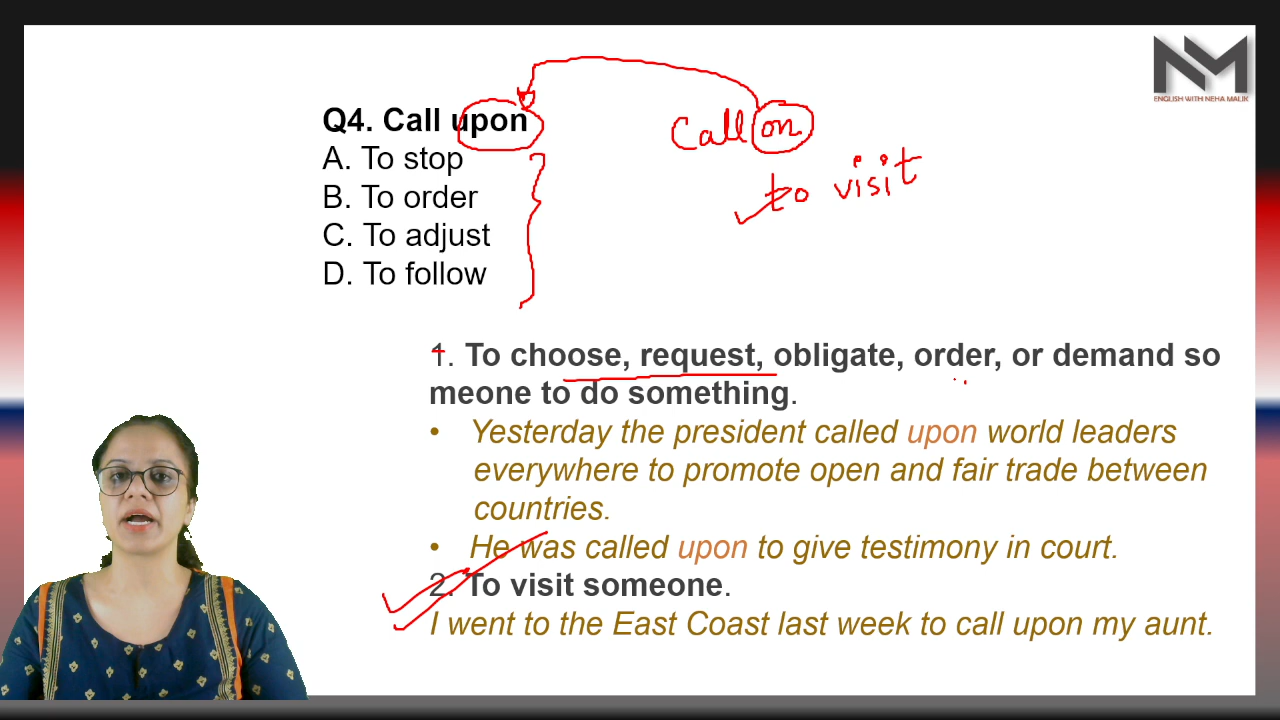 NM
ENGLISH WITH NEHA MALIK
Q4. Call upon
Call on
A. To stop
to visit
B. To order
C. To adjust
D. To follow
1. To choose, request, obligate, order, or demand so
meone to do something.
• Yesterday the president called upon world leaders
everywhere to promote open and fair trade between
countries.
• He was called upon to give testimony in court.
2. To visit someone.
I went to the East Coast last week to call upon my aunt.